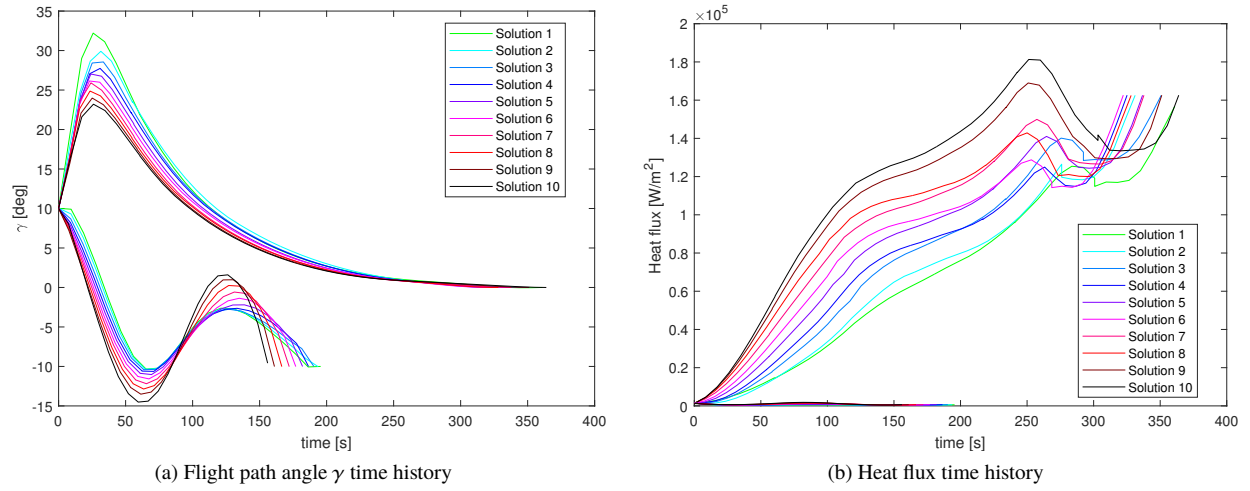 35
30
25
20
15
10
5
0
-5
-10
-15
γ [deg]
0
50
100
150
200
250
300
350
400
time [s]
Solution 1
Solution 2
Solution 3
Solution 4
Solution 5
Solution 6
Solution 7
Solution 8
Solution 9
Solution 10
(a) Flight path angle γ time history
×10⁵
2
1.8
1.6
1.4
1.2
1
0.8
0.6
0.4
0.2
0
Heat flux [W/m²]
0
50
100
150
200
250
300
350
400
time [s]
Solution 1
Solution 2
Solution 3
Solution 4
Solution 5
Solution 6
Solution 7
Solution 8
Solution 9
Solution 10
(b) Heat flux time history